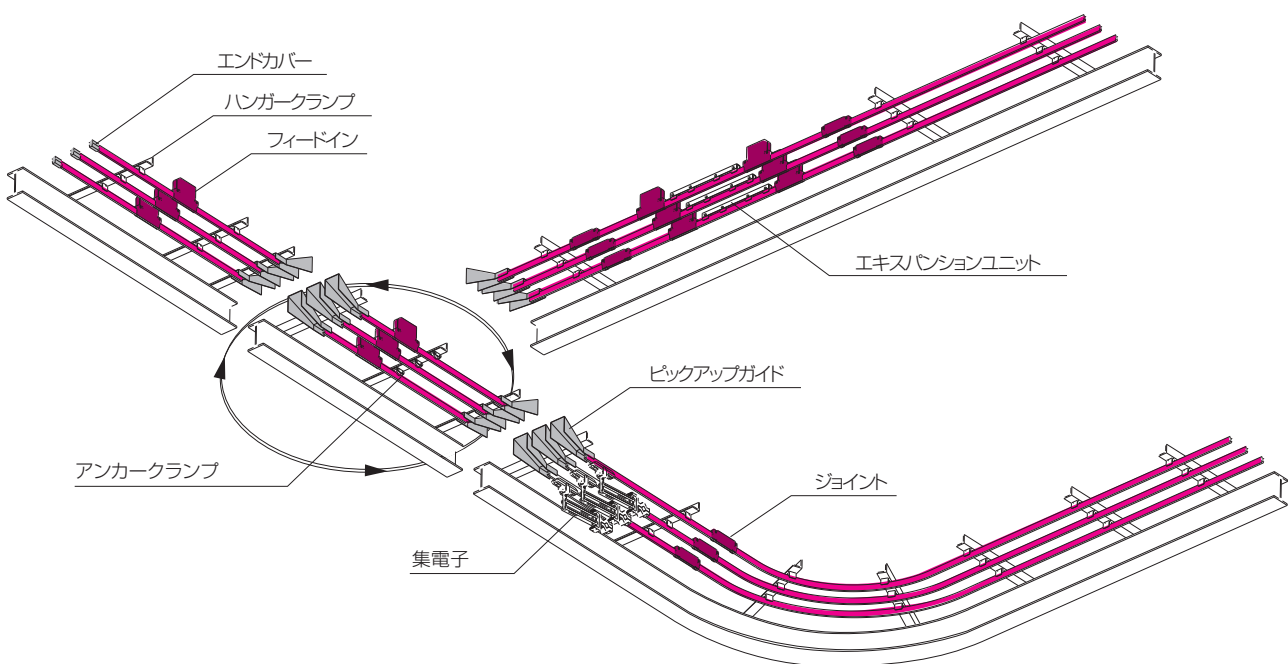 エンドカバー
ハンガークランプ
フィードイン
エキスパンションユニット
ピックアップガイド
アンカークランプ
ジョイント
集電子